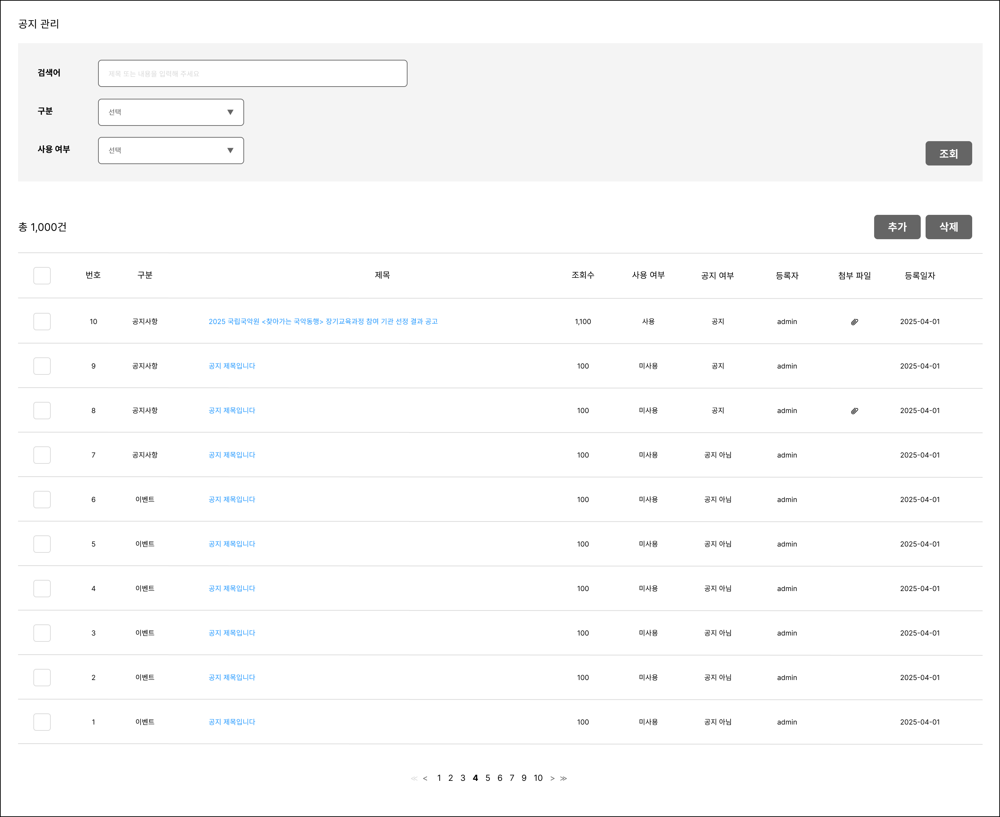 공지 관리
검색어 제목 또는 내용을 입력해 주세요
구분 선택 ▼
사용 여부 선택 ▼
조회
총 1,000건 추가 삭제
번호 구분 제목 조회수 사용 여부 공지 여부 등록자 첨부 파일 등록일자
10 공지사항 2025 국립국악원 <찾아가는 국악동행> 장기교육과정 참여 기관 선정 결과 공고 1,100 사용 공지 admin 2025-04-01
9 공지사항 공지 제목입니다 100 미사용 공지 admin 2025-04-01
8 공지사항 공지 제목입니다 100 미사용 공지 admin 2025-04-01
7 공지사항 공지 제목입니다 100 미사용 공지 아님 admin 2025-04-01
6 이벤트 공지 제목입니다 100 미사용 공지 아님 admin 2025-04-01
5 이벤트 공지 제목입니다 100 미사용 공지 아님 admin 2025-04-01
4 이벤트 공지 제목입니다 100 미사용 공지 아님 admin 2025-04-01
3 이벤트 공지 제목입니다 100 미사용 공지 아님 admin 2025-04-01
2 이벤트 공지 제목입니다 100 미사용 공지 아님 admin 2025-04-01
1 이벤트 공지 제목입니다 100 미사용 공지 아님 admin 2025-04-01
≪ < 1 2 3 4 5 6 7 9 10 > ≫